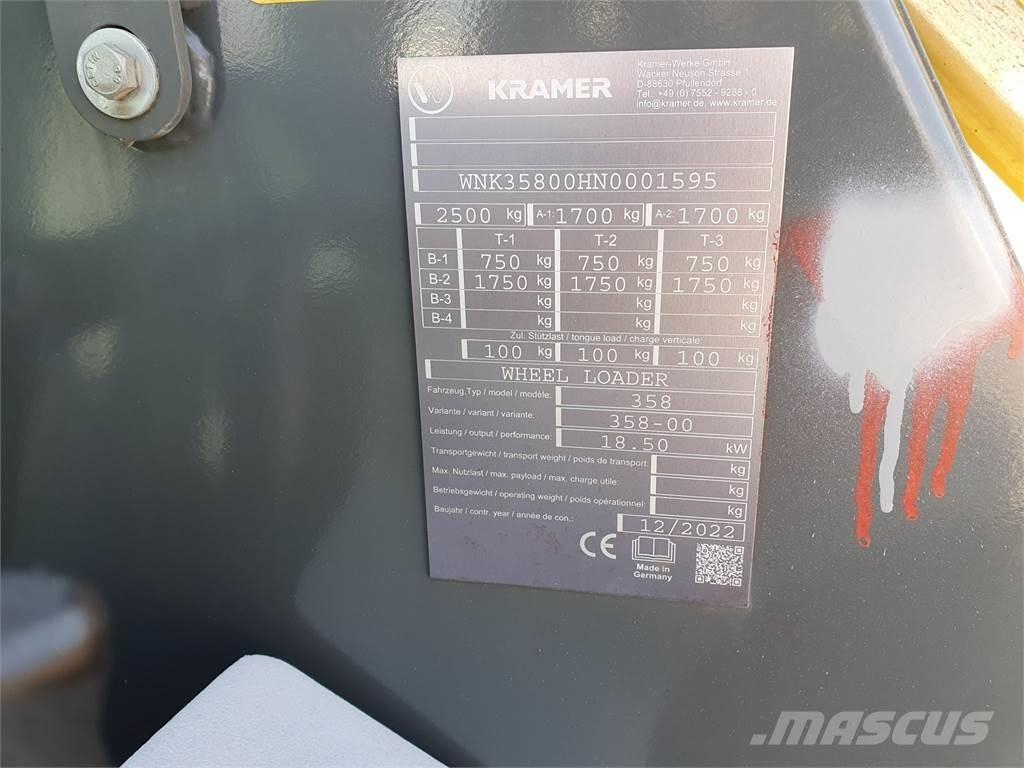 KRAMER
Kramer-Werke GmbH
Wacker Neuson Strasse 1
D-88630 Pfullendorf
Tel. +49 (0) 7552 - 9288 - 0
info@kramer.de, www.kramer.de
WNK35800HN0001595
2500 kg A-1: 1700 kg A-2: 1700 kg
T-1 T-2 T-3
B-1 750 kg 750 kg 750 kg
B-2 1750 kg 1750 kg 1750 kg
B-3 kg kg kg
B-4 kg kg kg
Zul. Stützlast / tongue load / charge verticale
100 kg 100 kg 100 kg
WHEEL LOADER
Fahrzeug.Typ / model / modèle: 358
Variante / variant / variante: 358-00
Leistung / output / performance: 18.50 kW
Transportgewicht / transport weight / poids de transport: kg
Max. Nutzlast / max. payload / max. charge utile: kg
Betriebsgewicht / operating weight / poids opérationnel: kg
Baujahr / contr. year / année de con.: 12/2022
CE
Made in
Germany
MASCUS